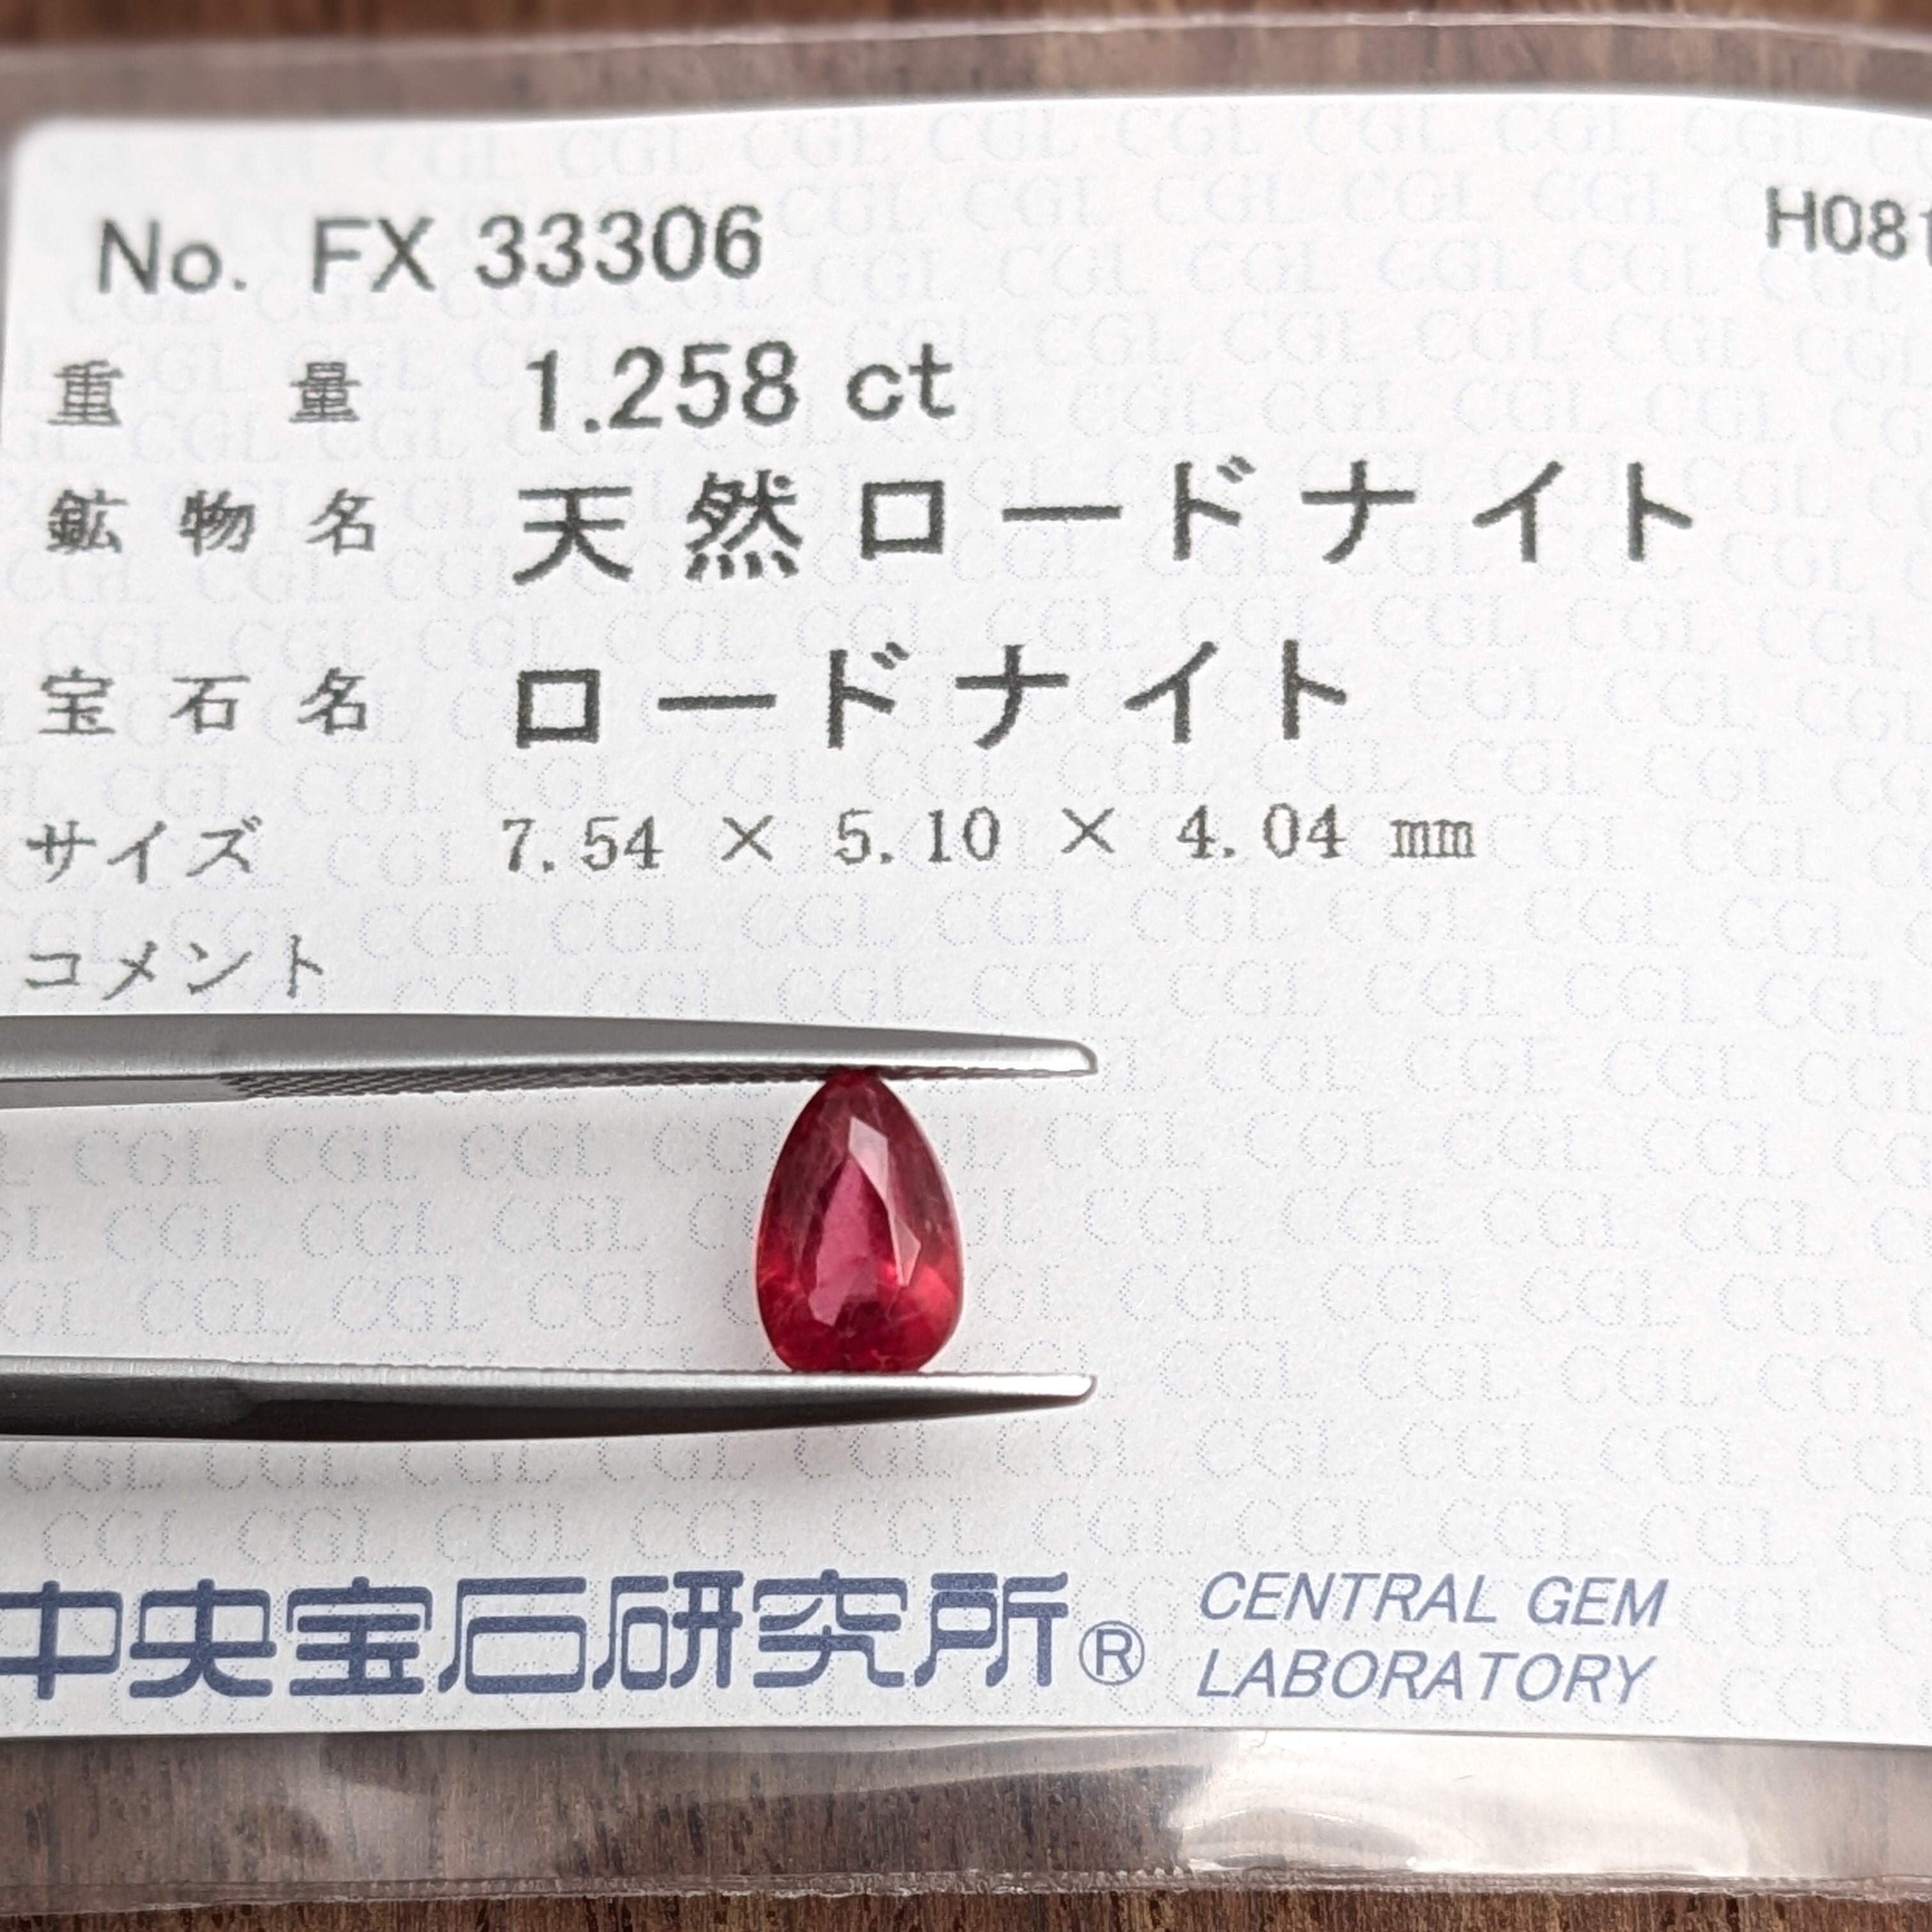 No. FX 33306
H081
重量 1.258 ct
鉱物名 天然ロードナイト
宝石名 ロードナイト
サイズ 7.54 × 5.10 × 4.04 mm
コメント
中央宝石研究所® CENTRAL GEM
LABORATORY